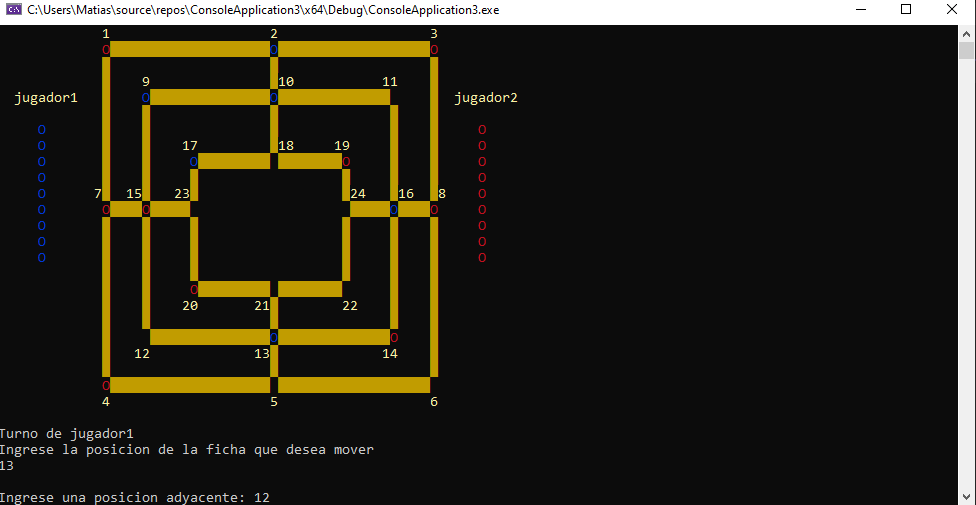 C:\Users\Matias\source\repos\ConsoleApplication3\x64\Debug\ConsoleApplication3.exe
1 2 3
O O O
9 10 11
jugador1 O O jugador2
O O
O O
17 18 19
O O O O
O O
7 15 23 24 16 8
O O O O O O
O O
O O
O O
O
20 21 22
O O
12 13 14
O
4 5 6
Turno de jugador1
Ingrese la posicion de la ficha que desea mover
13
Ingrese una posicion adyacente: 12